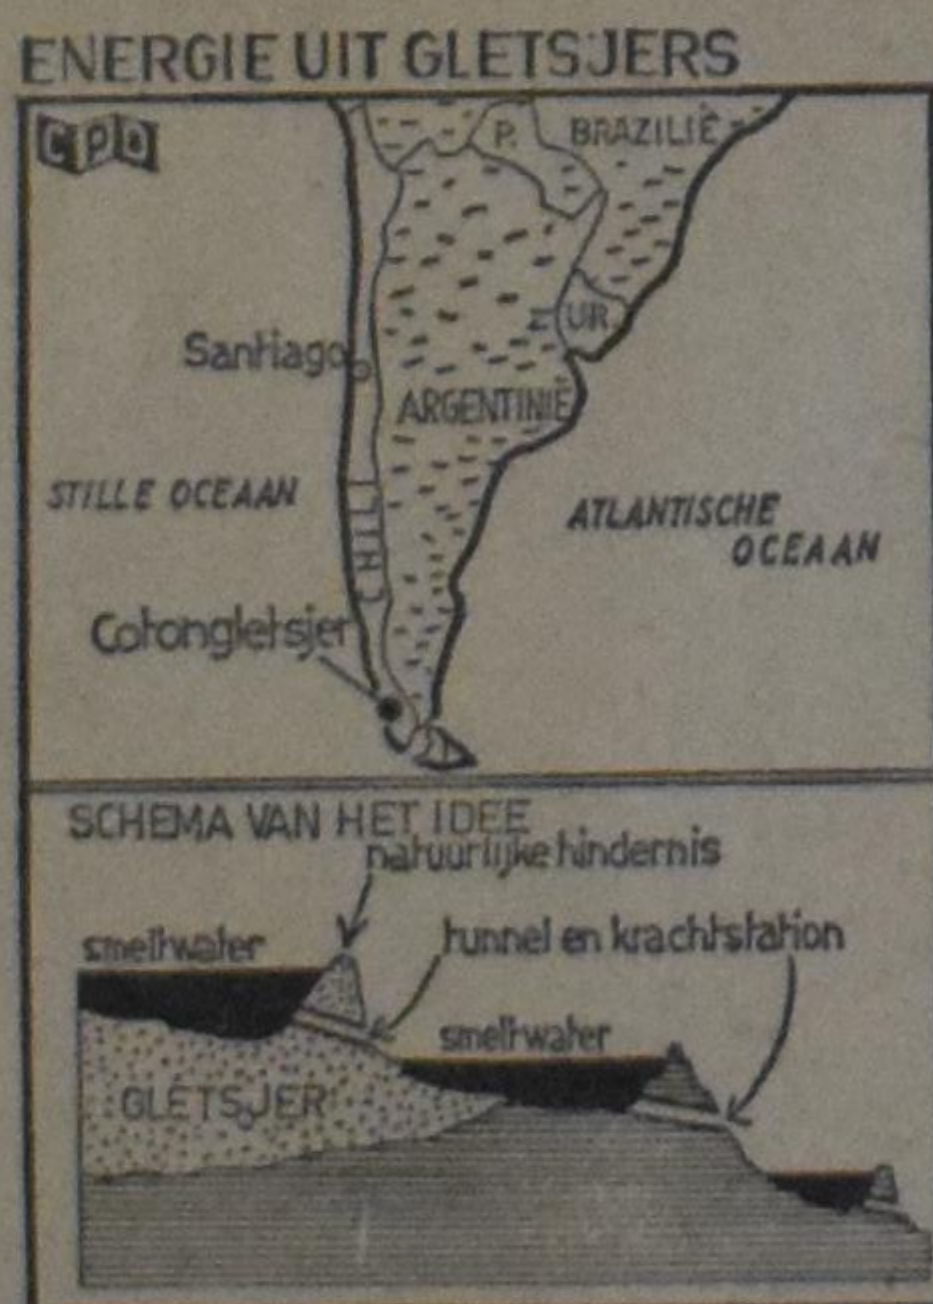 ENERGIE UIT GLETSJERS
CPD
P.
BRAZILIË
UR.
Santiago
ARGENTINIË
STILLE OCEAAN
CHILI
ATLANTISCHE
OCEAAN
Cotongletsjer
SCHEMA VAN HET IDEE
natuurlijke hindernis
smeltwater
tunnel en krachtstation
smeltwater
GLETSJER